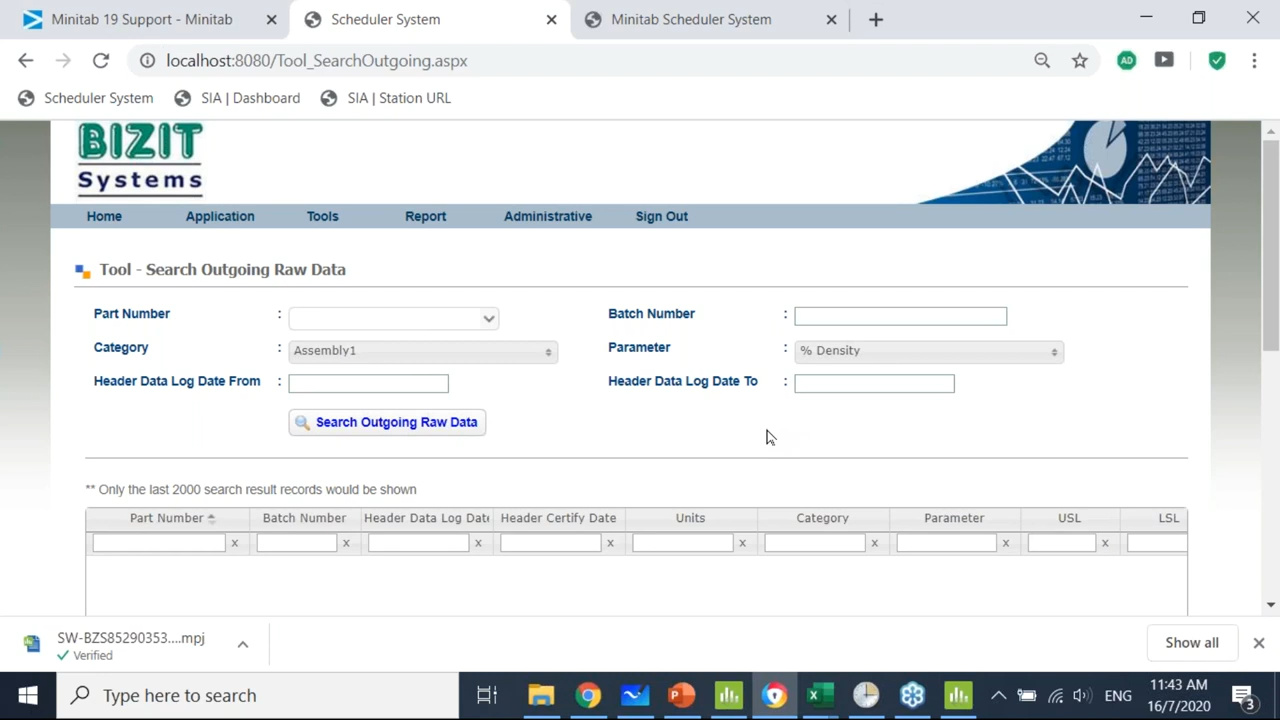 Minitab 19 Support - Minitab
Scheduler System
Minitab Scheduler System
localhost:8080/Tool_SearchOutgoing.aspx
AD
Scheduler System
SIA | Dashboard
SIA | Station URL
BIZIT
Systems
Home
Application
Tools
Report
Administrative
Sign Out
Tool - Search Outgoing Raw Data
Part Number :
Batch Number :
Category : Assembly1
Parameter : % Density
Header Data Log Date From :
Header Data Log Date To :
Search Outgoing Raw Data
** Only the last 2000 search result records would be shown
Part Number Batch Number Header Data Log Date Header Certify Date Units Category Parameter USL LSL
x x x x x x x x
SW-BZS85290353....mpj
Verified
Show all
Type here to search
ENG
11:43 AM
16/7/2020
3